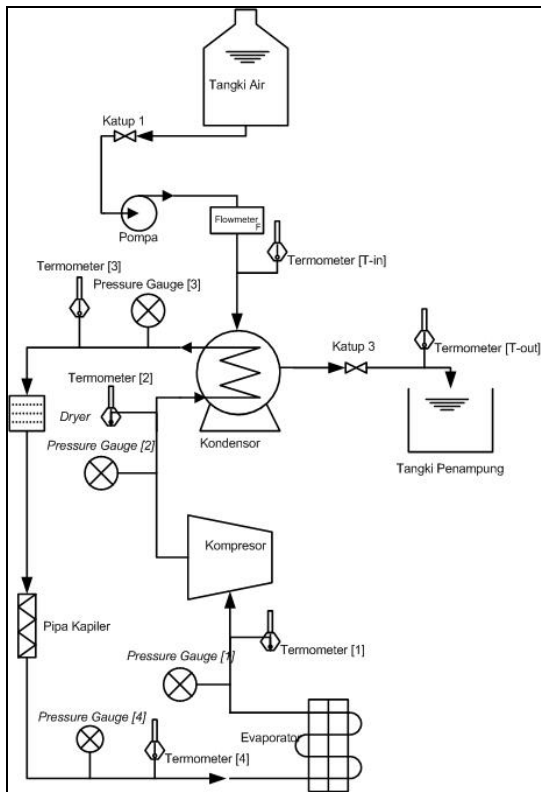 Tangki Air
Katup 1
Pompa
Flowmeter
F
Termometer [T-in]
Termometer [3]
Pressure Gauge [3]
Katup 3
Termometer [T-out]
Termometer [2]
Dryer
Kondensor
Pressure Gauge [2]
Tangki Penampung
Kompresor
Pipa Kapiler
Termometer [1]
Pressure Gauge [1]
Pressure Gauge [4]
Evaporator
Termometer [4]